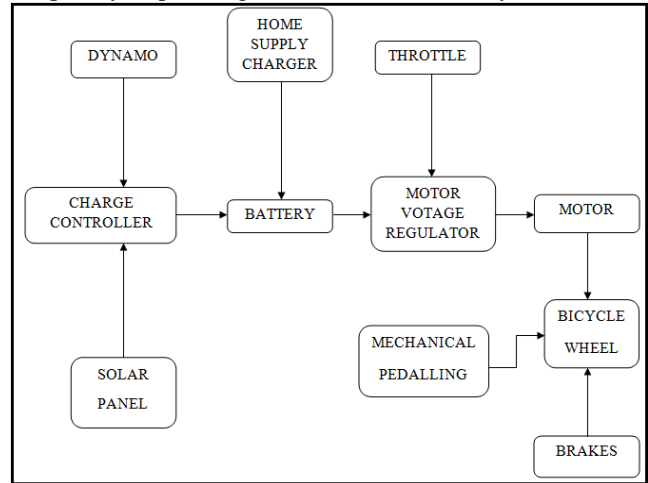 HOME
SUPPLY
CHARGER
DYNAMO
THROTTLE
CHARGE
CONTROLLER
BATTERY
MOTOR
VOTAGE
REGULATOR
MOTOR
BICYCLE
WHEEL
MECHANICAL
PEDALLING
SOLAR
PANEL
BRAKES